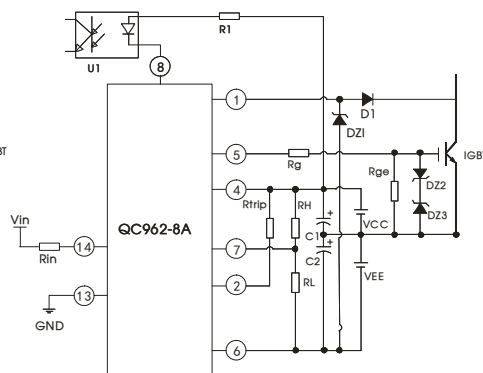 R1
U1
8
1
D1
DZ1
5
Rg
IGBT
BT
Rge
DZ2
DZ3
4
Rtrip
RH
C1
+
VCC
QC962-8A
Vin
Rin
14
7
C2
+
VEE
2
RL
13
GND
6